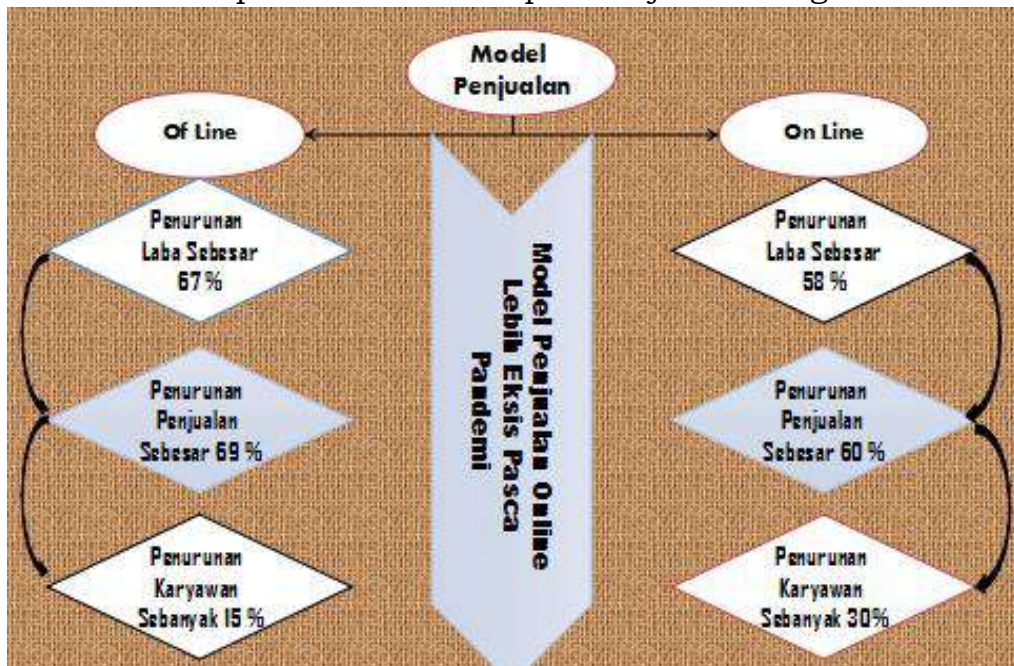 Model
Penjualan
Of Line
On Line
Penurunan
Laba Sebesar
67 %
Penurunan
Penjualan
Sebesar 69 %
Penurunan
Karyawan
Sebanyak 15 %
Model Penjualan Online
Lebih Eksis Pasca
Pandemi
Penurunan
Laba Sebesar
58 %
Penurunan
Penjualan
Sebesar 60 %
Penurunan
Karyawan
Sebanyak 30%